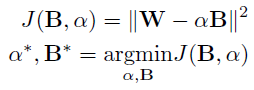 J(B, α) = ‖W − αB‖²
α*, B* = argmin J(B, α)
α,B